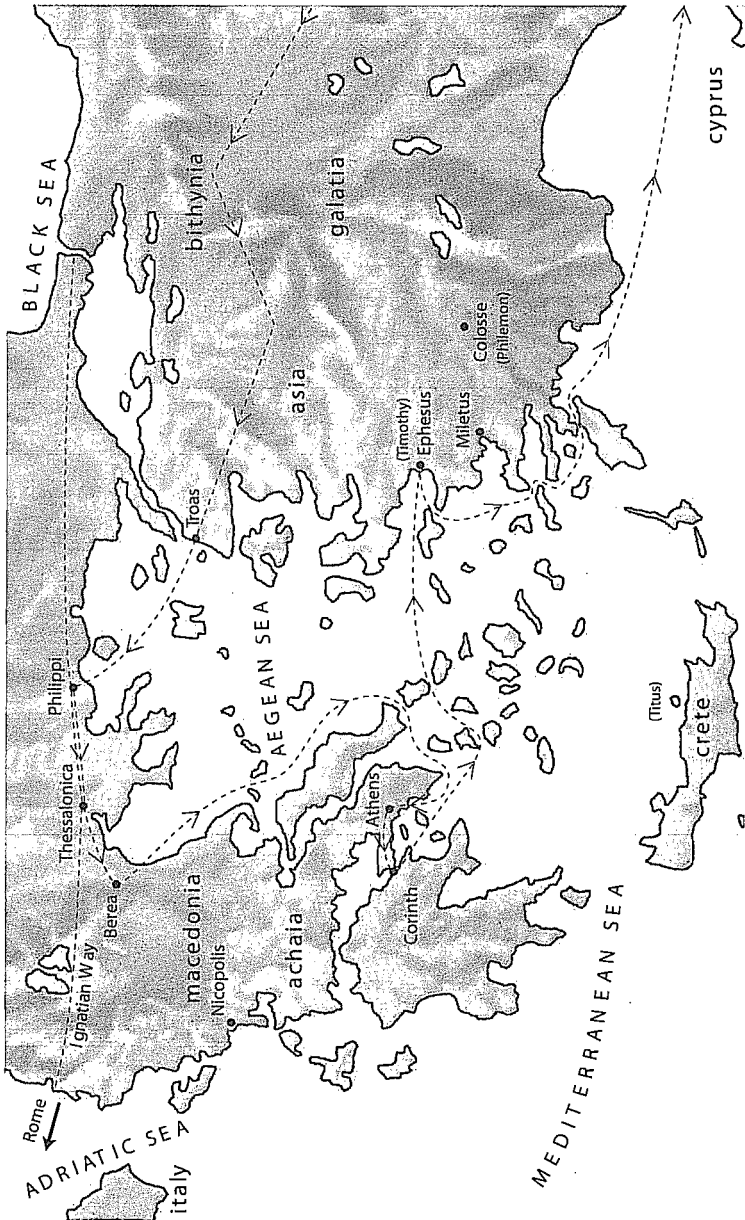 BLACK SEA
bithynia
galatia
asia
cyprus
Colosse
(Philemon)
(Timothy)
Ephesus
Miletus
Troas
AEGEAN SEA
Philippi
Thessalonica
Berea
Ignatian Way
macedonia
Nicopolis
achaia
Athens
Corinth
(Titus)
crete
MEDITERRANEAN SEA
Rome
ADRIATIC SEA
italy